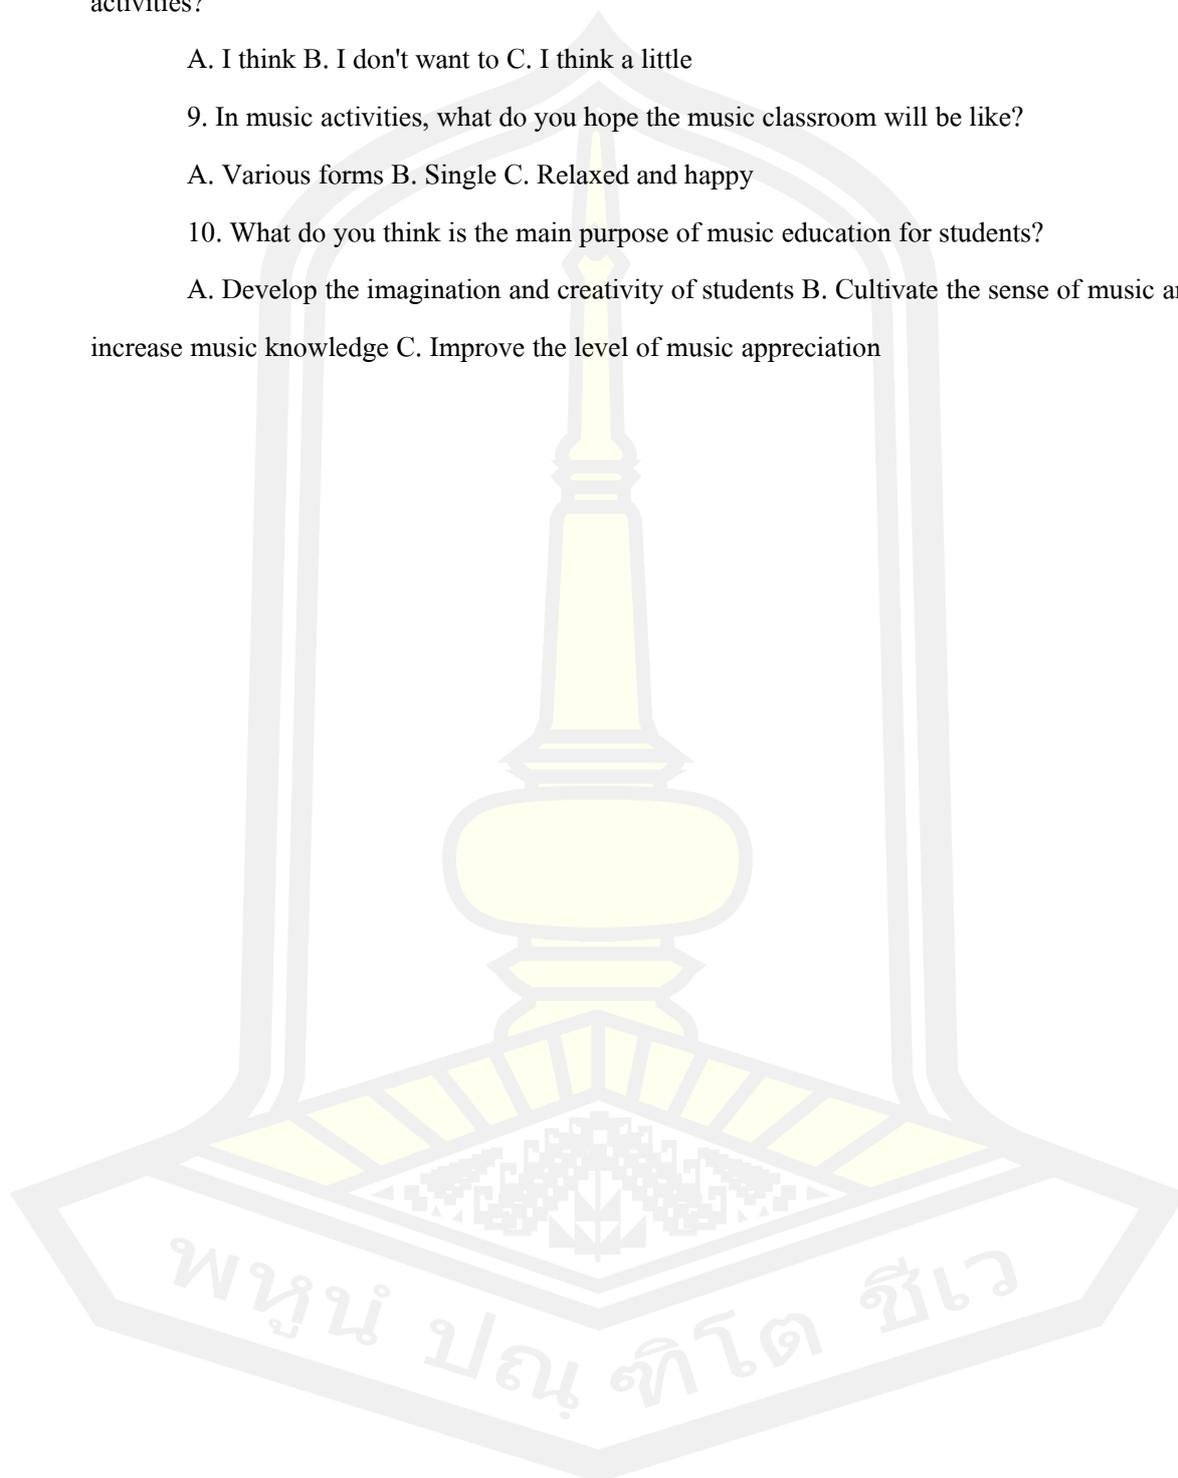 activities?
A. I think B. I don't want to C. I think a little
9. In music activities, what do you hope the music classroom will be like?
A. Various forms B. Single C. Relaxed and happy
10. What do you think is the main purpose of music education for students?
A. Develop the imagination and creativity of students B. Cultivate the sense of music
increase music knowledge C. Improve the level of music appreciation
พหูนํ ปณฺฑิโต ชีเว